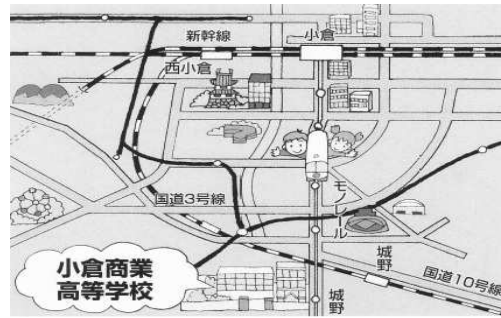 新幹線
小倉
西小倉
国道3号線
モノレール
城野
国道10号線
小倉商業
高等学校
城野